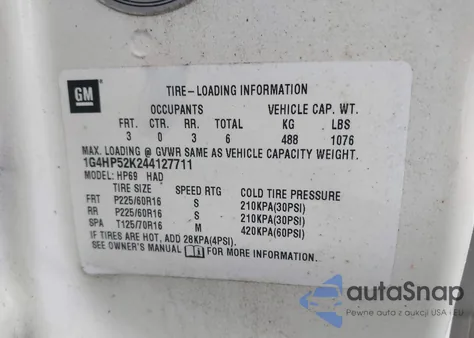 GM
TIRE-LOADING INFORMATION
OCCUPANTS VEHICLE CAP. WT.
FRT. CTR. RR. TOTAL KG LBS
3 0 3 6 488 1076
MAX. LOADING @ GVWR SAME AS VEHICLE CAPACITY WEIGHT.
1G4HP52K244127711
MODEL: HP69 HAD
TIRE SIZE SPEED RTG COLD TIRE PRESSURE
FRT P225/60R16 S 210KPA(30PSI)
RR P225/60R16 S 210KPA(30PSI)
SPA T125/70R16 M 420KPA(60PSI)
IF TIRES ARE HOT, ADD 28KPA(4PSI).
SEE OWNER'S MANUAL FOR MORE INFORMATION.
autoSnap
Pewne auta z aukcji USA i EU